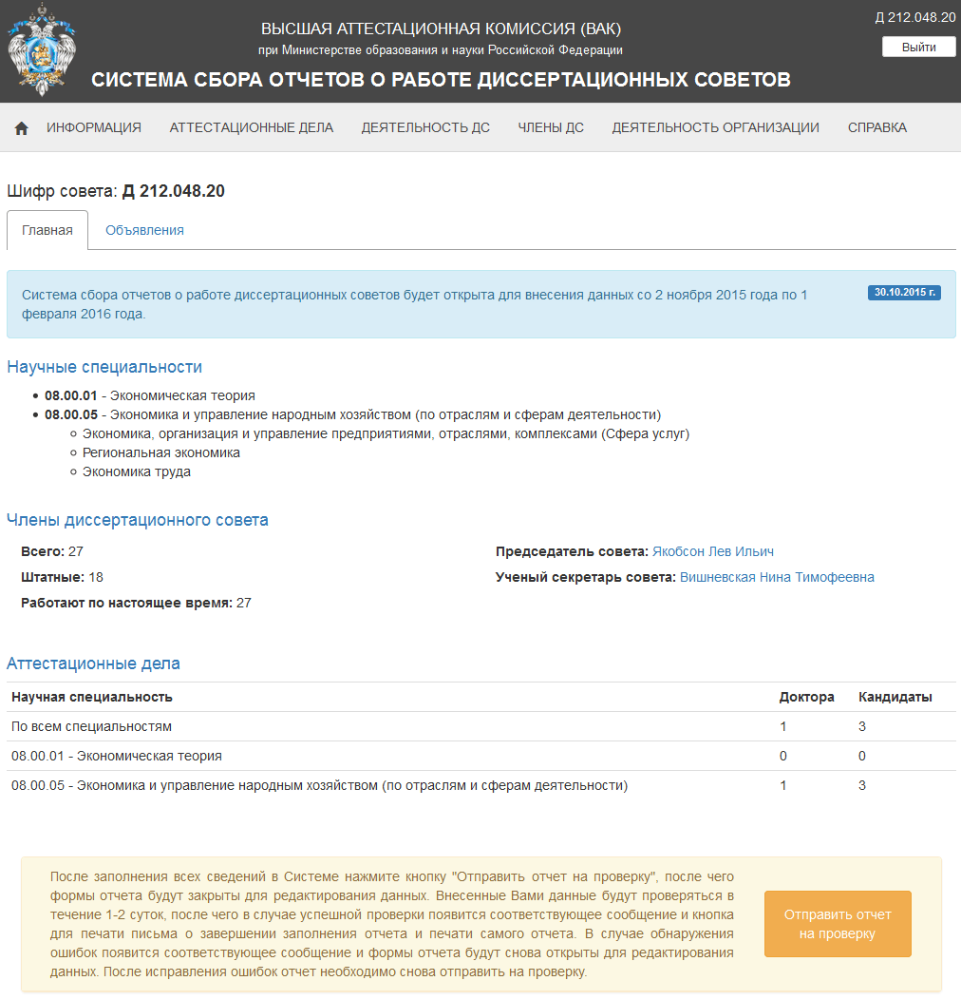 ВЫСШАЯ АТТЕСТАЦИОННАЯ КОМИССИЯ (ВАК)
при Министерстве образования и науки Российской Федерации
СИСТЕМА СБОРА ОТЧЕТОВ О РАБОТЕ ДИССЕРТАЦИОННЫХ СОВЕТОВ
Д 212.048.20
Выйти
ИНФОРМАЦИЯ АТТЕСТАЦИОННЫЕ ДЕЛА ДЕЯТЕЛЬНОСТЬ ДС ЧЛЕНЫ ДС ДЕЯТЕЛЬНОСТЬ ОРГАНИЗАЦИИ СПРАВКА
Шифр совета: Д 212.048.20
Главная Объявления
Система сбора отчетов о работе диссертационных советов будет открыта для внесения данных со 2 ноября 2015 года по 1
февраля 2016 года.
30.10.2015 г.
Научные специальности
• 08.00.01 - Экономическая теория
• 08.00.05 - Экономика и управление народным хозяйством (по отраслям и сферам деятельности)
◦ Экономика, организация и управление предприятиями, отраслями, комплексами (Сфера услуг)
◦ Региональная экономика
◦ Экономика труда
Члены диссертационного совета
Всего: 27
Штатные: 18
Работают по настоящее время: 27
Председатель совета: Якобсон Лев Ильич
Ученый секретарь совета: Вишневская Нина Тимофеевна
Аттестационные дела
Научная специальность Доктора Кандидаты
По всем специальностям 1 3
08.00.01 - Экономическая теория 0 0
08.00.05 - Экономика и управление народным хозяйством (по отраслям и сферам деятельности) 1 3
После заполнения всех сведений в Системе нажмите кнопку "Отправить отчет на проверку", после чего
формы отчета будут закрыты для редактирования данных. Внесенные Вами данные будут проверяться в
течение 1-2 суток, после чего в случае успешной проверки появится соответствующее сообщение и кнопка
для печати письма о завершении заполнения отчета и печати самого отчета. В случае обнаружения
ошибок появится соответствующее сообщение и формы отчета будут снова открыты для редактирования
данных. После исправления ошибок отчет необходимо снова отправить на проверку.
Отправить отчет
на проверку